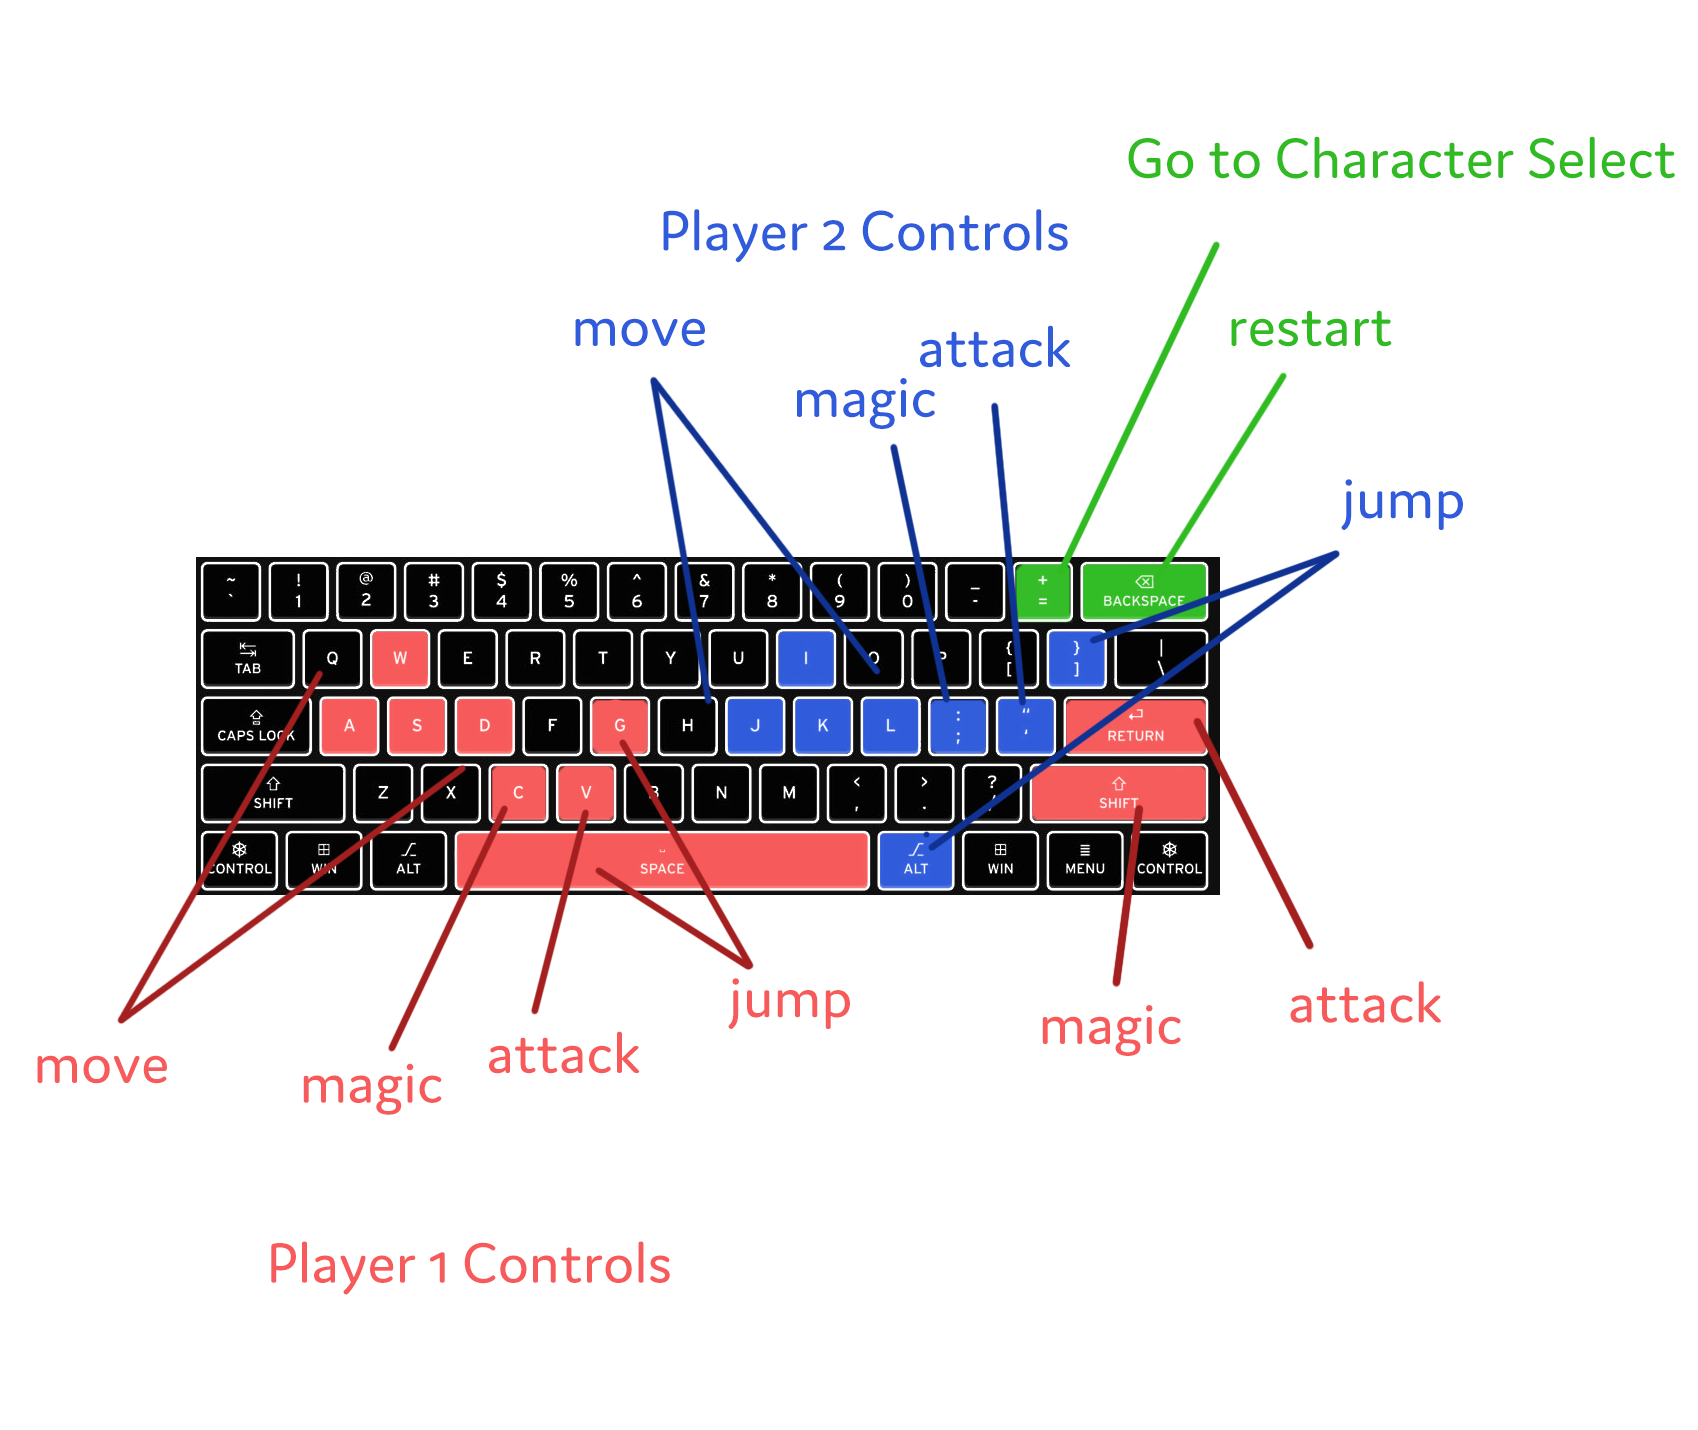 Go to Character Select
Player 2 Controls
move
attack
restart
magic
jump
~ ! @ # $ % ^ & * ( ) _ + ⌫
` 1 2 3 4 5 6 7 8 9 0 - = BACKSPACE
TAB Q W E R T Y U I O P { [ } ] | \
CAPS LOCK A S D F G H J K L : ; “ ‘ RETURN
SHIFT Z X C V B N M < , > . ? / SHIFT
CONTROL WIN ALT SPACE ALT WIN MENU CONTROL
jump
magic
attack
attack
move
magic
Player 1 Controls